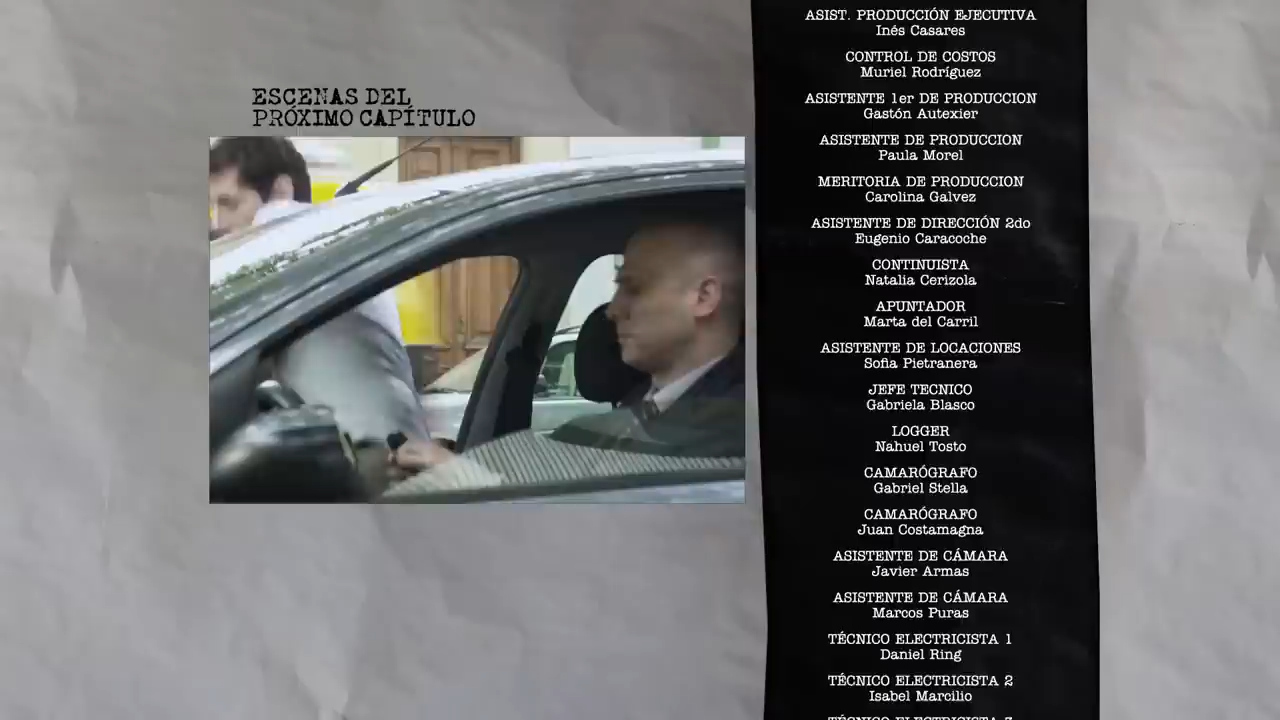 ESCENAS DEL
PRÓXIMO CAPÍTULO
ASIST. PRODUCCIÓN EJECUTIVA
Inés Casares
CONTROL DE COSTOS
Muriel Rodríguez
ASISTENTE 1er DE PRODUCCION
Gastón Autexier
ASISTENTE DE PRODUCCION
Paula Morel
MERITORIA DE PRODUCCION
Carolina Galvez
ASISTENTE DE DIRECCIÓN 2do
Eugenio Caracoche
CONTINUISTA
Natalia Cerizola
APUNTADOR
Marta del Carril
ASISTENTE DE LOCACIONES
Sofia Pietranera
JEFE TECNICO
Gabriela Blasco
LOGGER
Nahuel Tosto
CAMARÓGRAFO
Gabriel Stella
CAMARÓGRAFO
Juan Costamagna
ASISTENTE DE CÁMARA
Javier Armas
ASISTENTE DE CÁMARA
Marcos Puras
TÉCNICO ELECTRICISTA 1
Daniel Ring
TÉCNICO ELECTRICISTA 2
Isabel Marcilio
TÉCNICO ELECTRICISTA 3